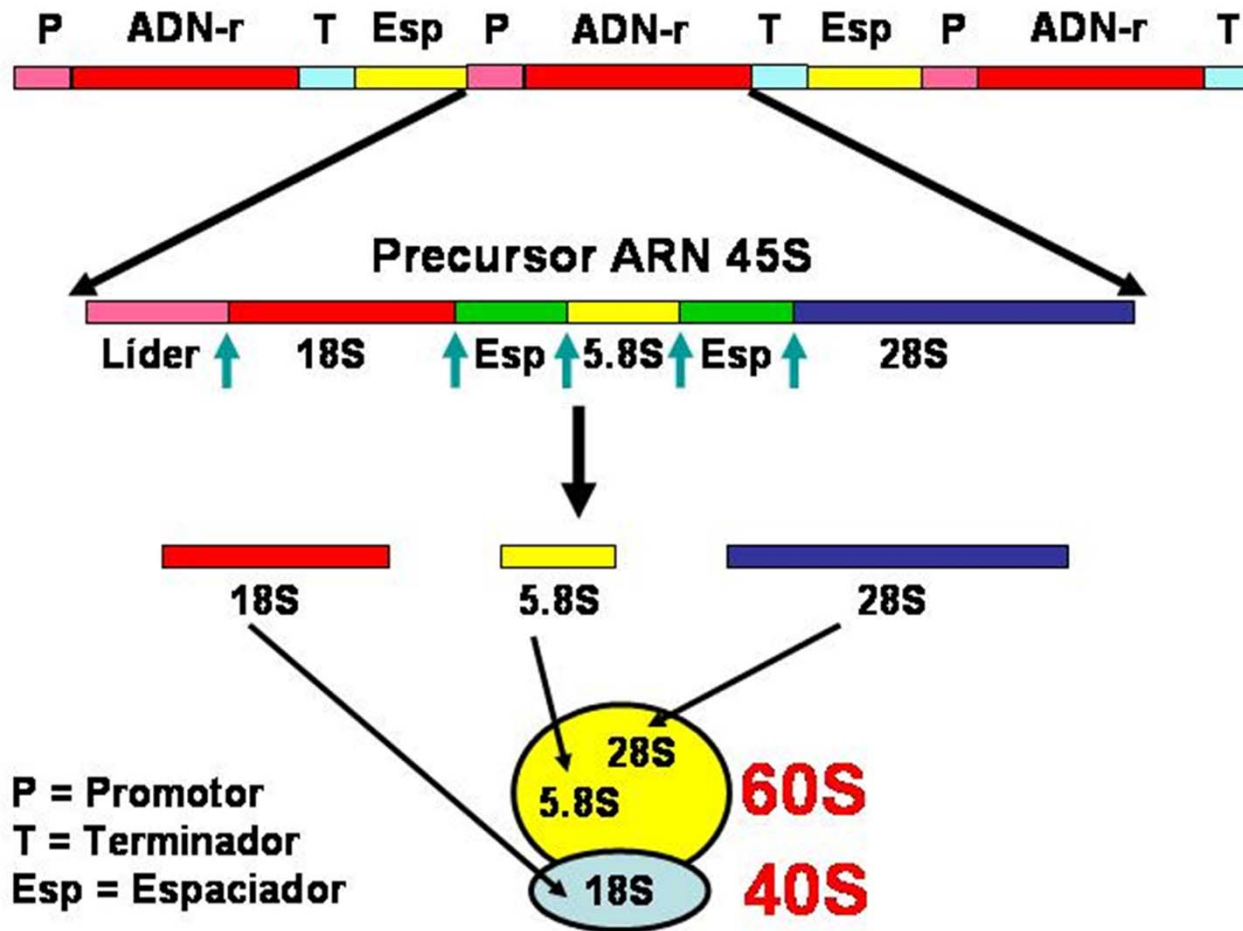 P ADN-r T Esp P ADN-r T Esp P ADN-r T
Precursor ARN 45S
Líder 18S Esp 5.8S Esp 28S
18S 5.8S 28S
28S
5.8S
60S
18S
40S
P = Promotor
T = Terminador
Esp = Espaciador